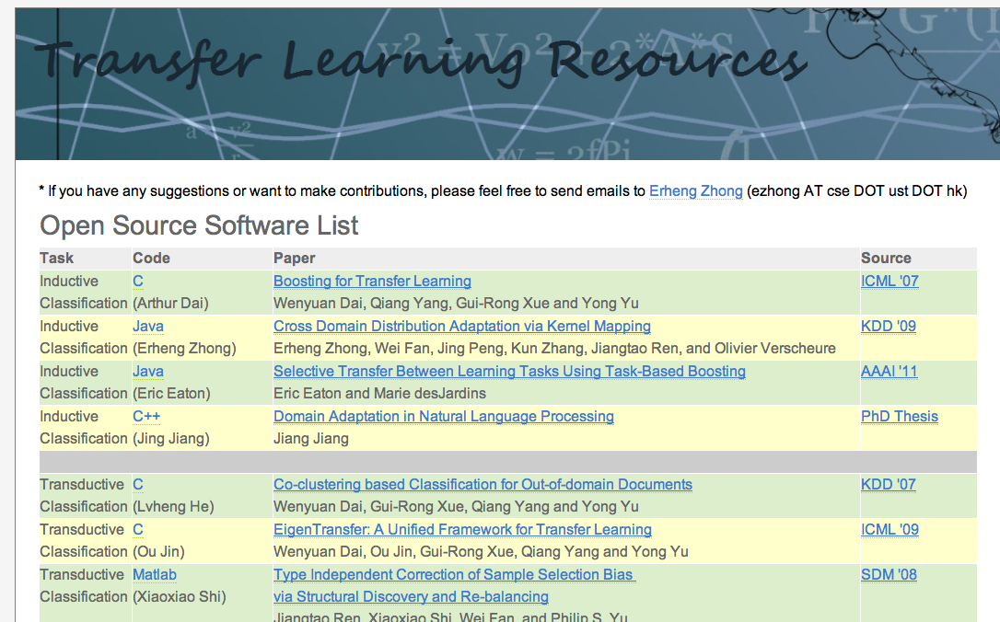 Transfer Learning Resources
* If you have any suggestions or want to make contributions, please feel free to send emails to Erheng Zhong (ezhong AT cse DOT ust DOT hk)
Open Source Software List
Task Code Paper Source
Inductive C Boosting for Transfer Learning ICML '07
Classification (Arthur Dai) Wenyuan Dai, Qiang Yang, Gui-Rong Xue and Yong Yu
Inductive Java Cross Domain Distribution Adaptation via Kernel Mapping KDD '09
Classification (Erheng Zhong) Erheng Zhong, Wei Fan, Jing Peng, Kun Zhang, Jiangtao Ren, and Olivier Verscheure
Inductive Java Selective Transfer Between Learning Tasks Using Task-Based Boosting AAAI '11
Classification (Eric Eaton) Eric Eaton and Marie desJardins
Inductive C++ Domain Adaptation in Natural Language Processing PhD Thesis
Classification (Jing Jiang) Jiang Jiang
Transductive C Co-clustering based Classification for Out-of-domain Documents KDD '07
Classification (Lvheng He) Wenyuan Dai, Gui-Rong Xue, Qiang Yang and Yong Yu
Transductive C EigenTransfer: A Unified Framework for Transfer Learning ICML '09
Classification (Ou Jin) Wenyuan Dai, Ou Jin, Gui-Rong Xue, Qiang Yang and Yong Yu
Transductive Matlab Type Independent Correction of Sample Selection Bias SDM '08
Classification (Xiaoxiao Shi) via Structural Discovery and Re-balancing
Jiangtao Ren, Xiaoxiao Shi, Wei Fan, and Philip S. Yu